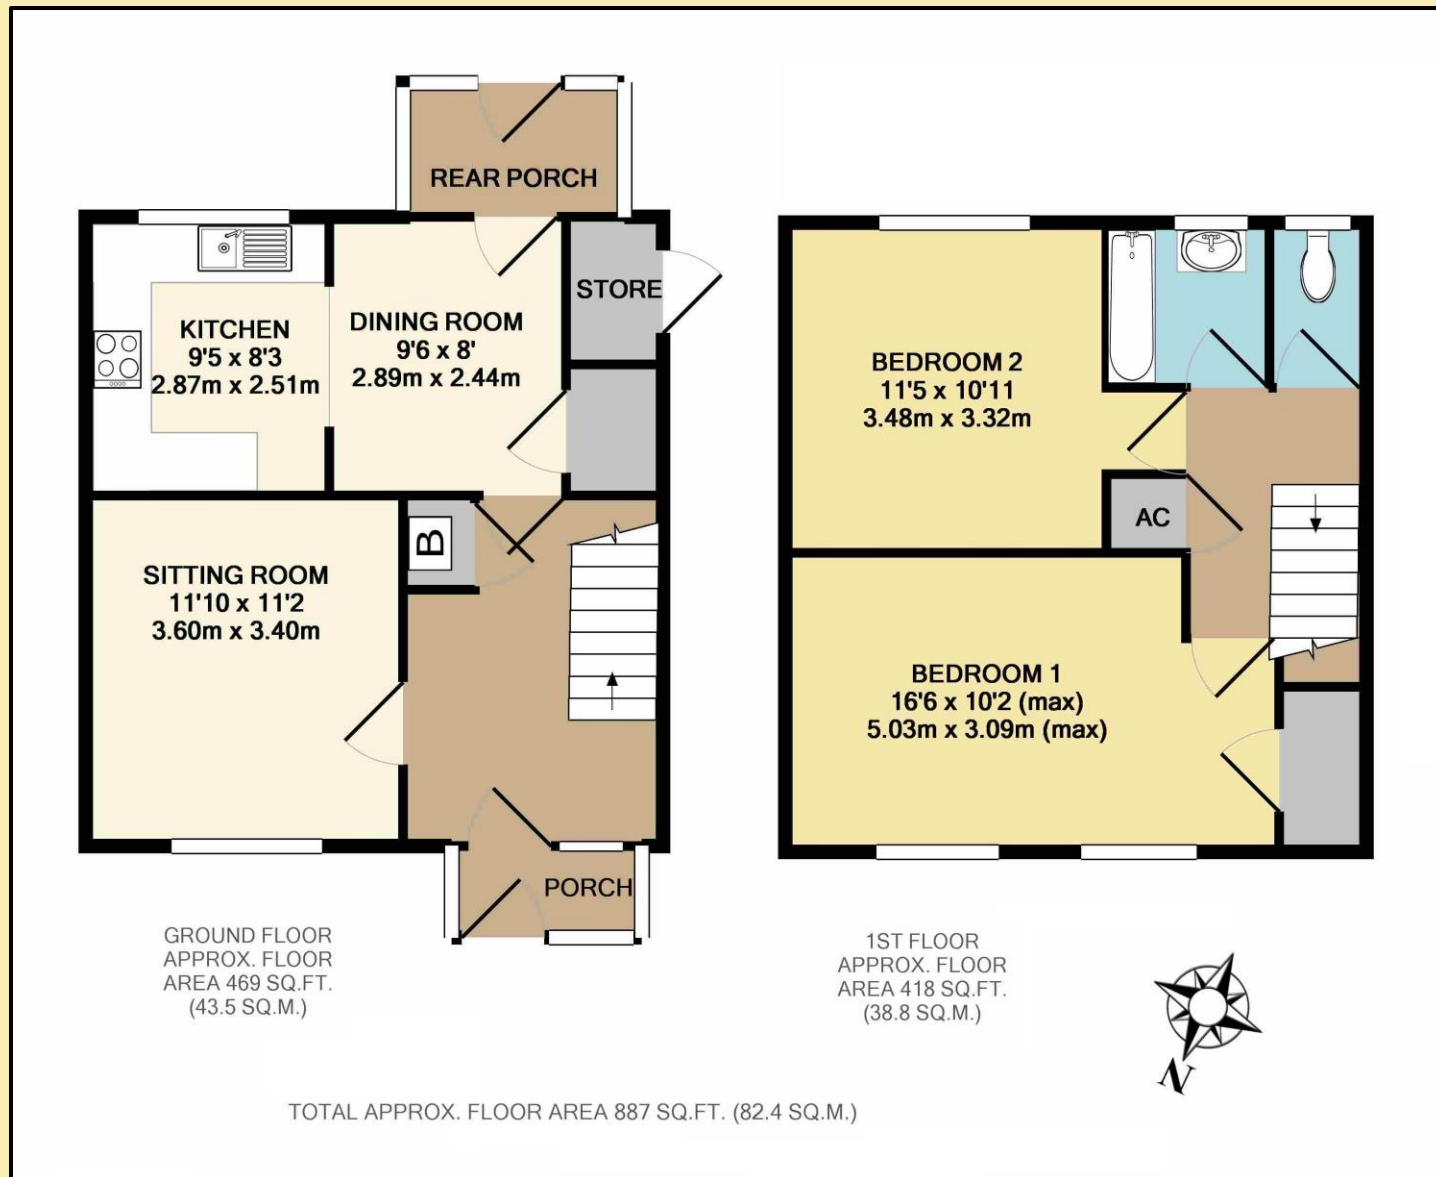 REAR PORCH
KITCHEN
9'5 x 8'3
2.87m x 2.51m
DINING ROOM
9'6 x 8'
2.89m x 2.44m
STORE
B
SITTING ROOM
11'10 x 11'2
3.60m x 3.40m
PORCH
GROUND FLOOR
APPROX. FLOOR
AREA 469 SQ.FT.
(43.5 SQ.M.)
BEDROOM 2
11'5 x 10'11
3.48m x 3.32m
AC
BEDROOM 1
16'6 x 10'2 (max)
5.03m x 3.09m (max)
1ST FLOOR
APPROX. FLOOR
AREA 418 SQ.FT.
(38.8 SQ.M.)
N
TOTAL APPROX. FLOOR AREA 887 SQ.FT. (82.4 SQ.M.)